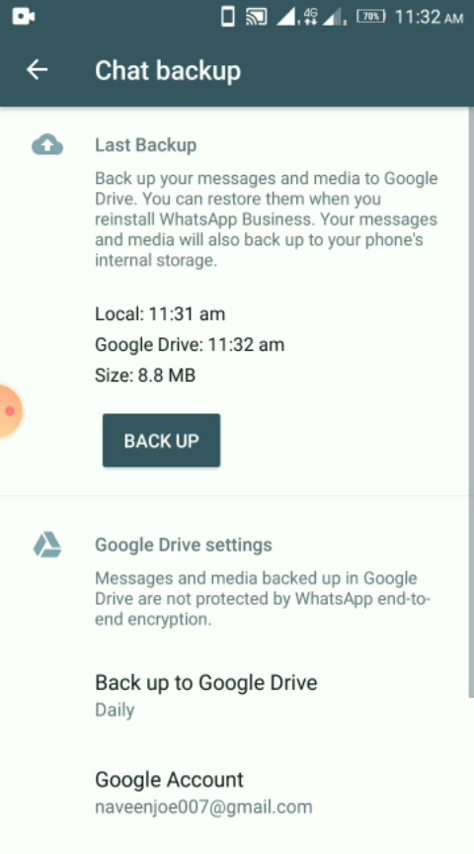 4G 70% 11:32 AM
Chat backup
Last Backup
Back up your messages and media to Google
Drive. You can restore them when you
reinstall WhatsApp Business. Your messages
and media will also back up to your phone's
internal storage.
Local: 11:31 am
Google Drive: 11:32 am
Size: 8.8 MB
BACK UP
Google Drive settings
Messages and media backed up in Google
Drive are not protected by WhatsApp end-to-
end encryption.
Back up to Google Drive
Daily
Google Account
naveenjoe007@gmail.com